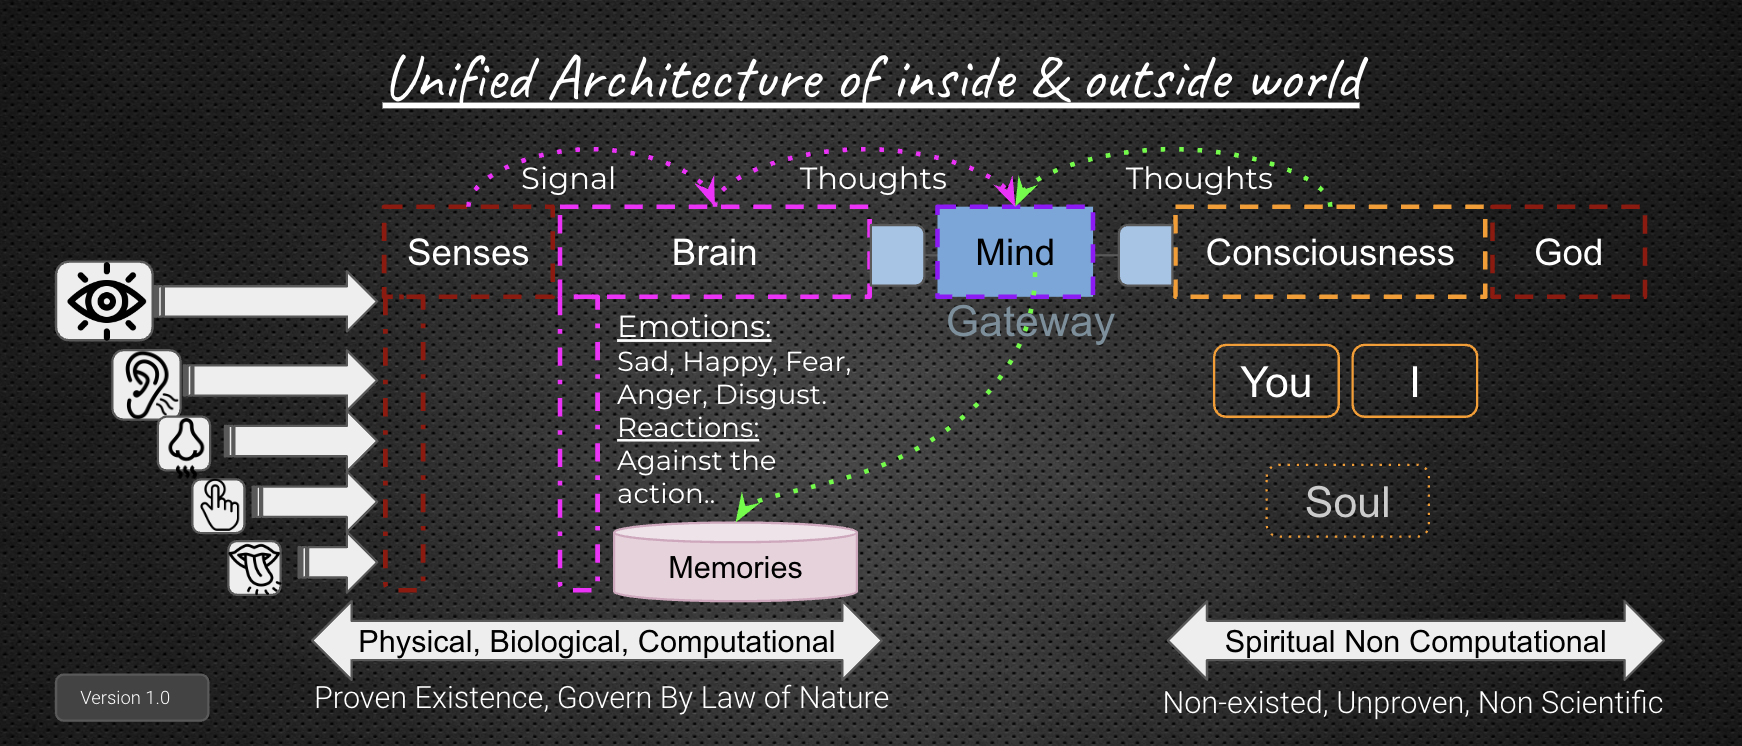 Unified Architecture of inside & outside world
Signal
Thoughts
Thoughts
Senses
Brain
Mind
Consciousness
God
Gateway
Emotions:
Sad, Happy, Fear,
Anger, Disgust.
Reactions:
Against the
action..
You
I
Soul
Memories
Physical, Biological, Computational
Spiritual Non Computational
Version 1.0
Proven Existence, Govern By Law of Nature
Non-existed, Unproven, Non Scientific